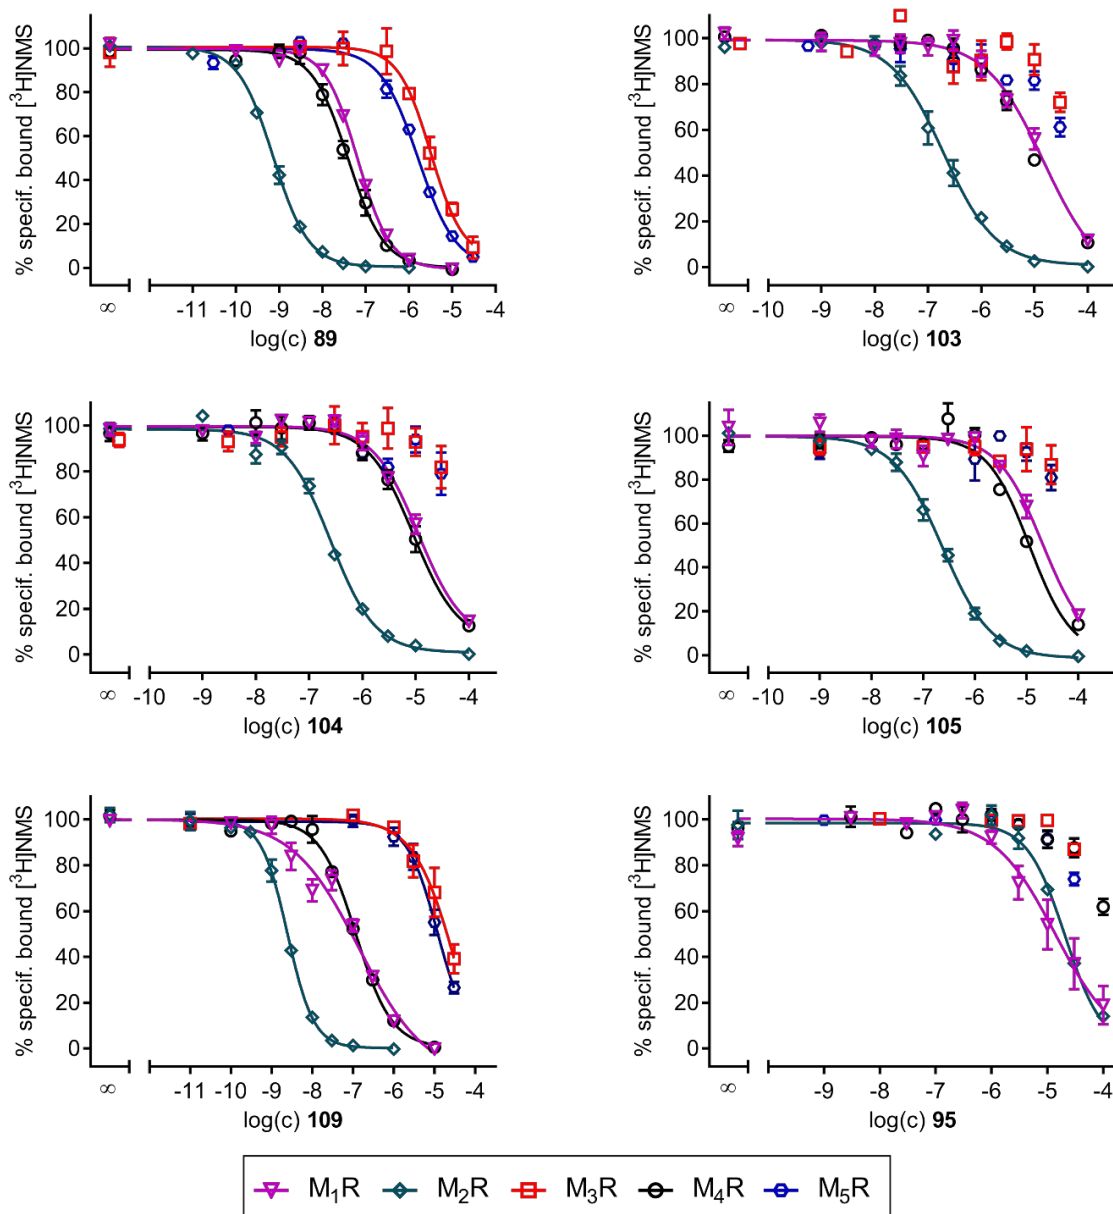 % specif. bound [³H]NMS
100
80
60
40
20
0
∞ -11 -10 -9 -8 -7 -6 -5 -4
log(c) 89
% specif. bound [³H]NMS
100
80
60
40
20
0
∞ -10 -9 -8 -7 -6 -5 -4
log(c) 103
% specif. bound [³H]NMS
100
80
60
40
20
0
∞ -10 -9 -8 -7 -6 -5 -4
log(c) 104
% specif. bound [³H]NMS
100
80
60
40
20
0
∞ -10 -9 -8 -7 -6 -5 -4
log(c) 105
% specif. bound [³H]NMS
100
80
60
40
20
0
∞ -11 -10 -9 -8 -7 -6 -5 -4
log(c) 109
% specif. bound [³H]NMS
100
80
60
40
20
0
∞ -9 -8 -7 -6 -5 -4
log(c) 95
M₁R M₂R M₃R M₄R M₅R